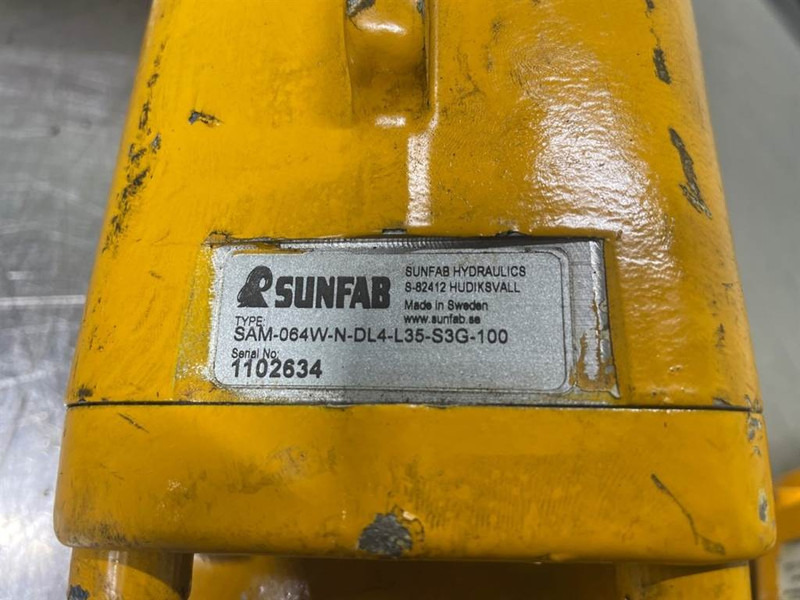 SUNFAB
SUNFAB HYDRAULICS
S-82412 HUDIKSVALL
Made in Sweden
www.sunfab.se
TYPE:
SAM-064W-N-DL4-L35-S3G-100
Serial No:
1102634